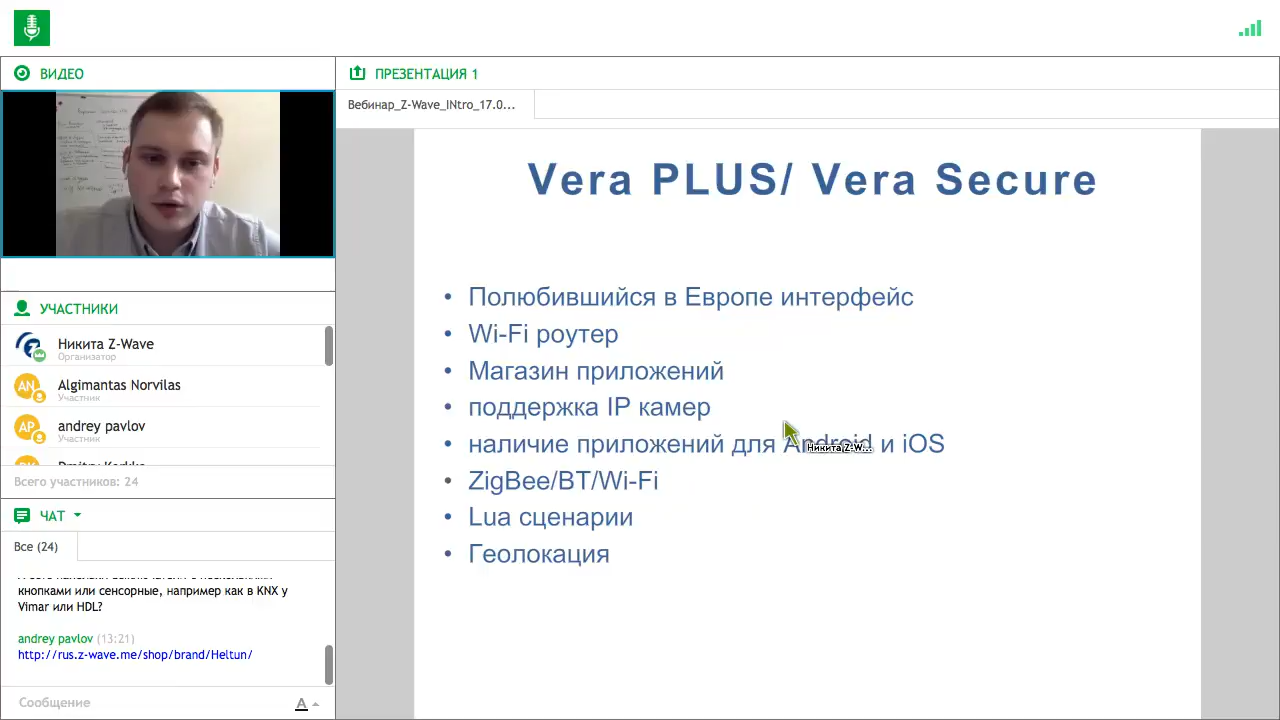 ВИДЕО
ПРЕЗЕНТАЦИЯ 1
Вебинар_Z-Wave_INtro_17.0...
Vera PLUS/ Vera Secure
• Полюбившийся в Европе интерфейс
• Wi-Fi роутер
• Магазин приложений
• поддержка IP камер
• наличие приложений для Android и iOS
Никита Z-W...
• ZigBee/BT/Wi-Fi
• Lua сценарии
• Геолокация
УЧАСТНИКИ
Никита Z-Wave
Организатор
AN
Algimantas Norvilas
Участник
AP
andrey pavlov
Участник
Всего участников: 24
ЧАТ
Все (24)
кнопками или сенсорные, например как в KNX у
Vimar или HDL?
andrey pavlov (13:21)
http://rus.z-wave.me/shop/brand/Heltun/
Сообщение
A